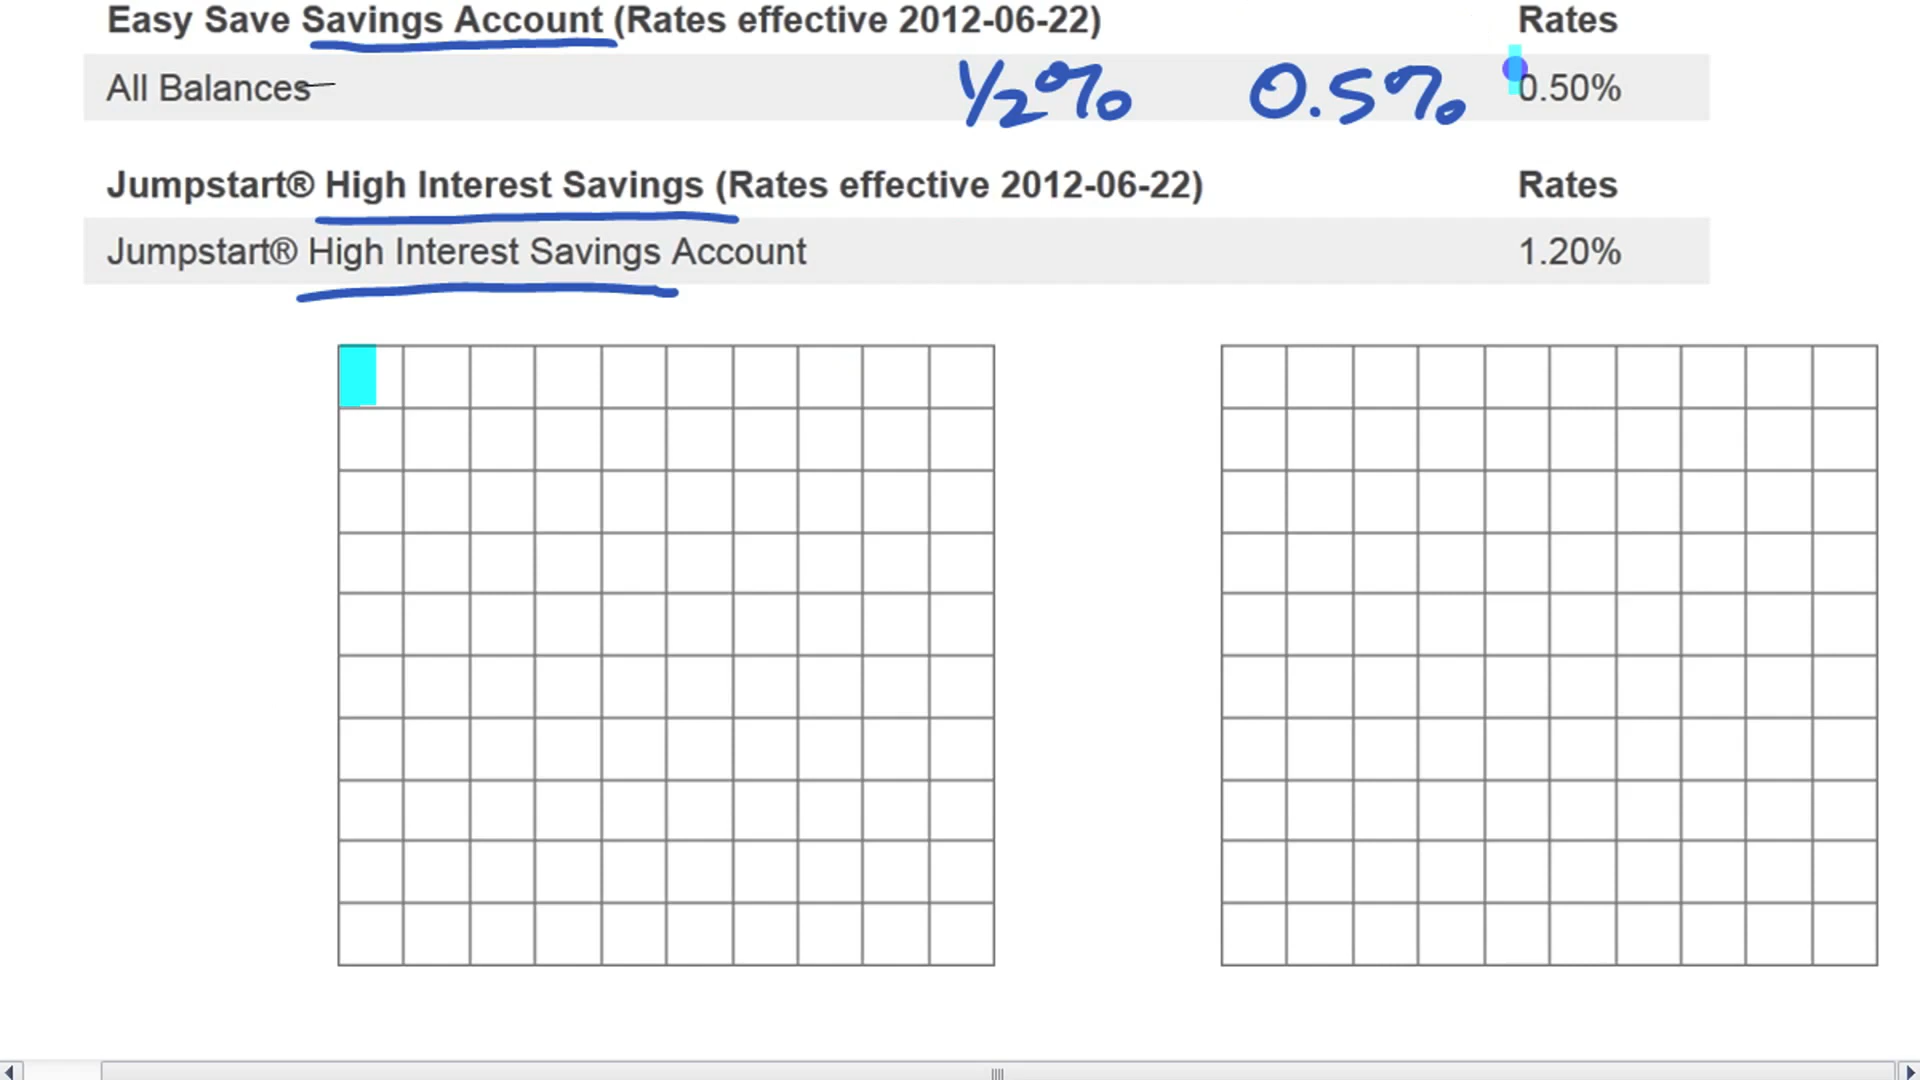 Easy Save Savings Account (Rates effective 2012-06-22) Rates
All Balances ½% 0.5% 0.50%
Jumpstart® High Interest Savings (Rates effective 2012-06-22) Rates
Jumpstart® High Interest Savings Account 1.20%